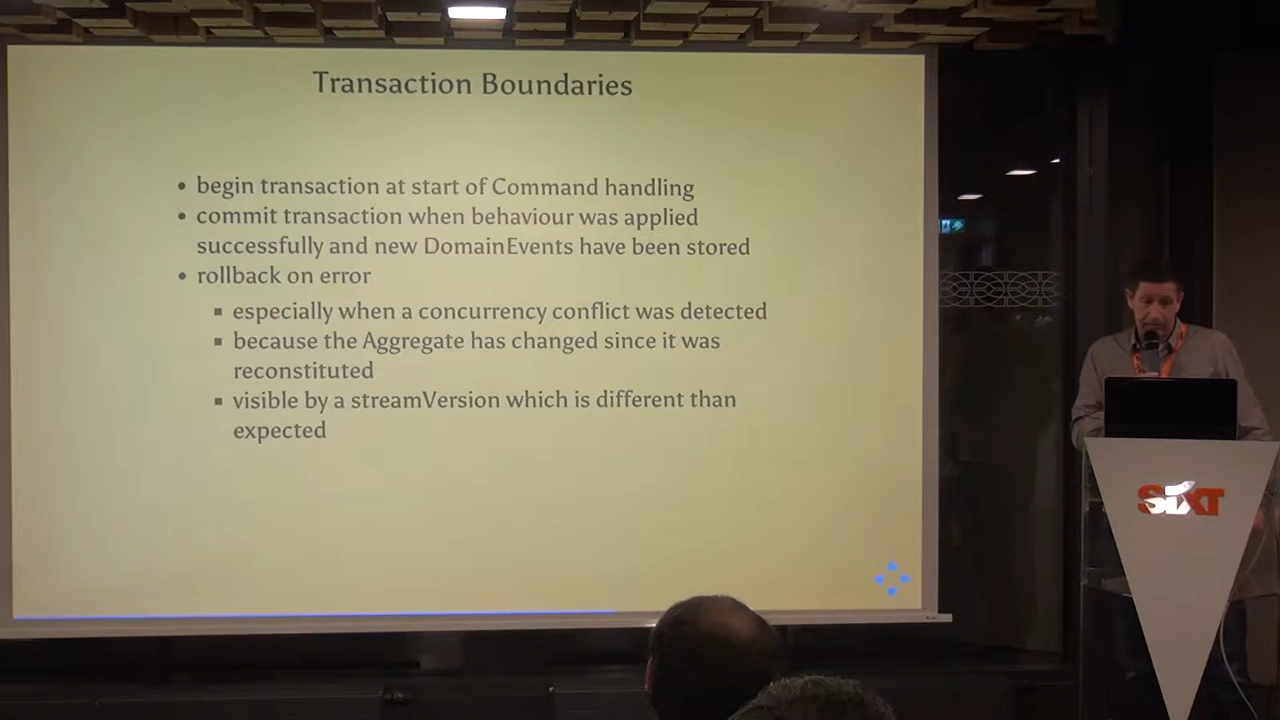 Transaction Boundaries
• begin transaction at start of Command handling
• commit transaction when behaviour was applied
successfully and new DomainEvents have been stored
• rollback on error
▪ especially when a concurrency conflict was detected
▪ because the Aggregate has changed since it was
reconstituted
▪ visible by a streamVersion which is different than
expected
SIXT